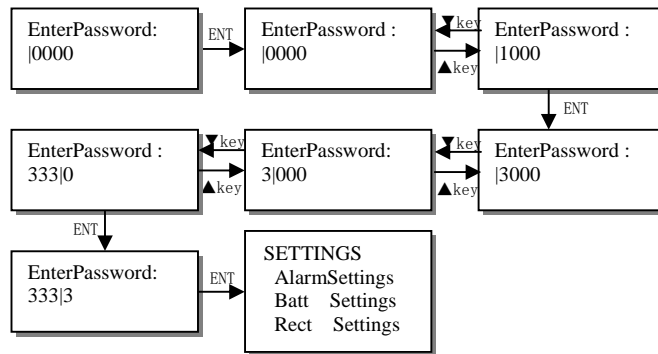 EnterPassword:
|0000
ENT
EnterPassword :
|0000
▼key
▲key
EnterPassword :
|1000
ENT
EnterPassword :
333|0
▼key
▲key
EnterPassword:
3|000
▼key
▲key
EnterPassword :
|3000
ENT
EnterPassword:
333|3
ENT
SETTINGS
AlarmSettings
Batt Settings
Rect Settings